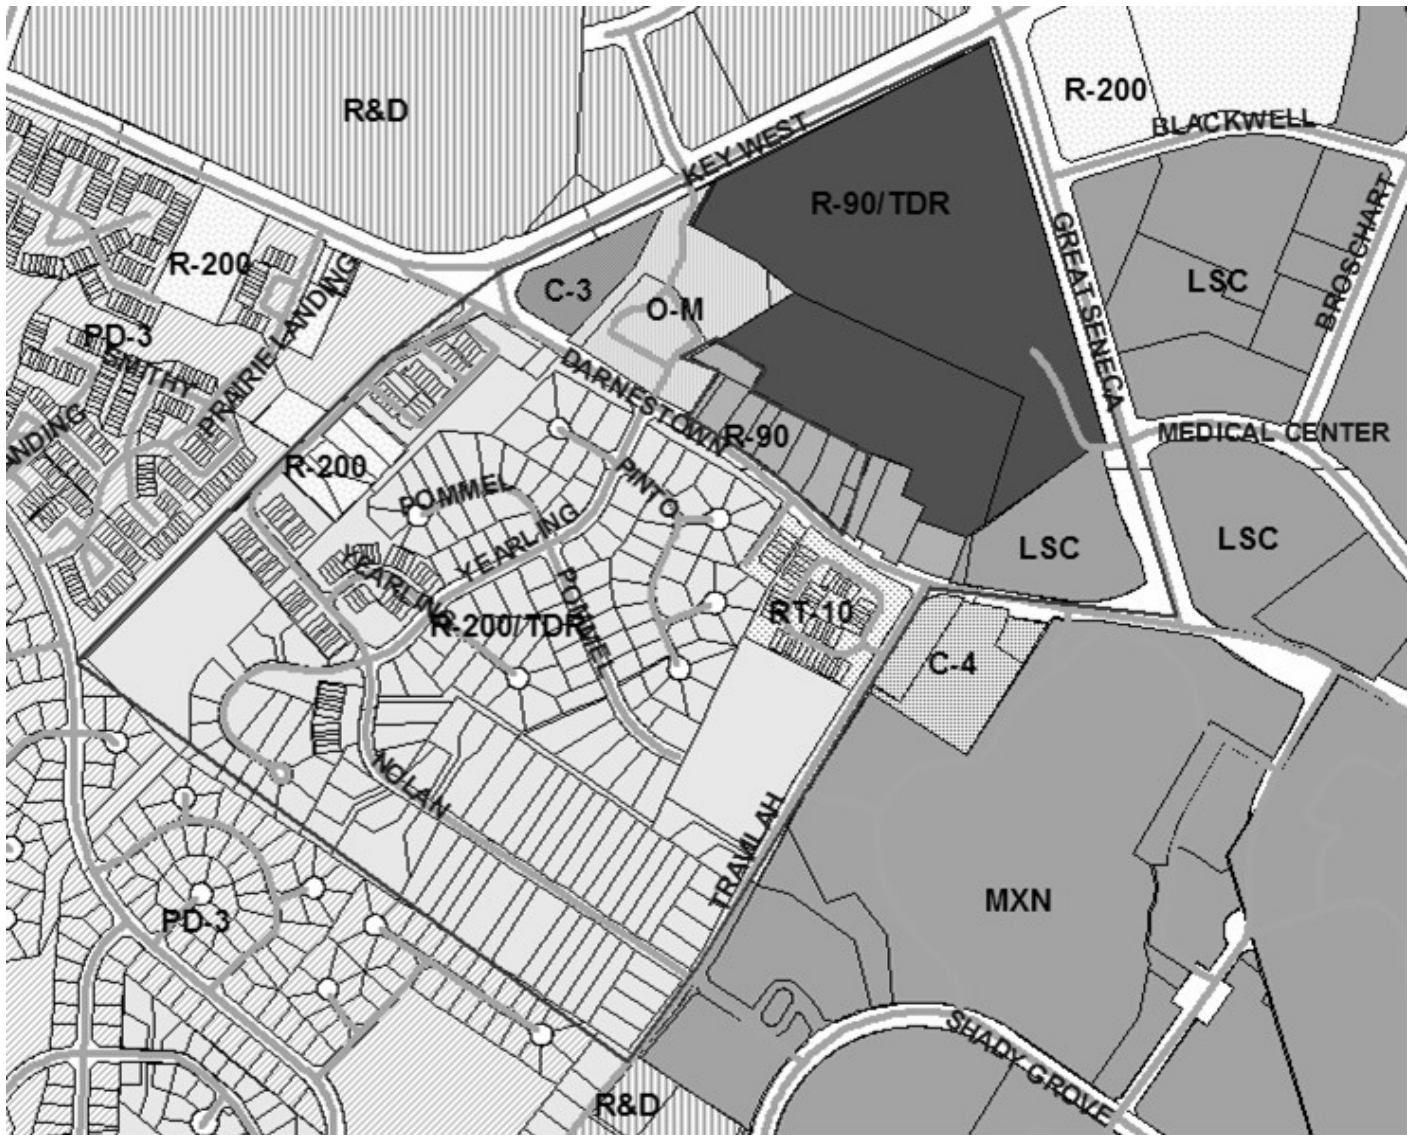 R&D
R-200
BLACKWELL
KEY WEST
R-90/TDR
BROSCHART
GREAT SENECA
R-200
PRAIRIE LANDING
LSC
C-3
O-M
PD-3
SMITHY
DARNESTOWN
ANDING
R-90
MEDICAL CENTER
R-200
POMMEL
PINTO
YEARLING
LSC
LSC
YEARLING
POMMEL
R-200/TDR
RT-10
C-4
NOLAN
TRAVILAH
MXN
PD-3
SHADY GROVE
R&D